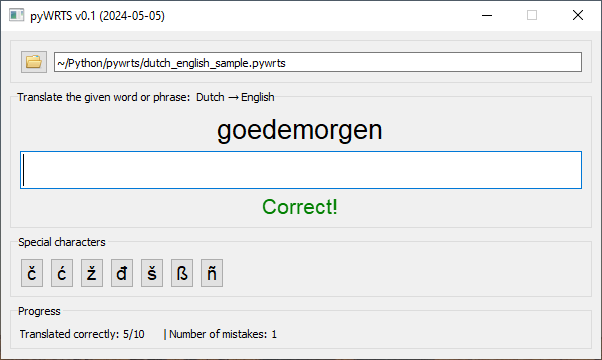 pyWRTS v0.1 (2024-05-05)
~/Python/pywrts/dutch_english_sample.pywrts
Translate the given word or phrase: Dutch → English
goedemorgen
Correct!
Special characters
č ć ž đ š ß ñ
Progress
Translated correctly: 5/10 | Number of mistakes: 1